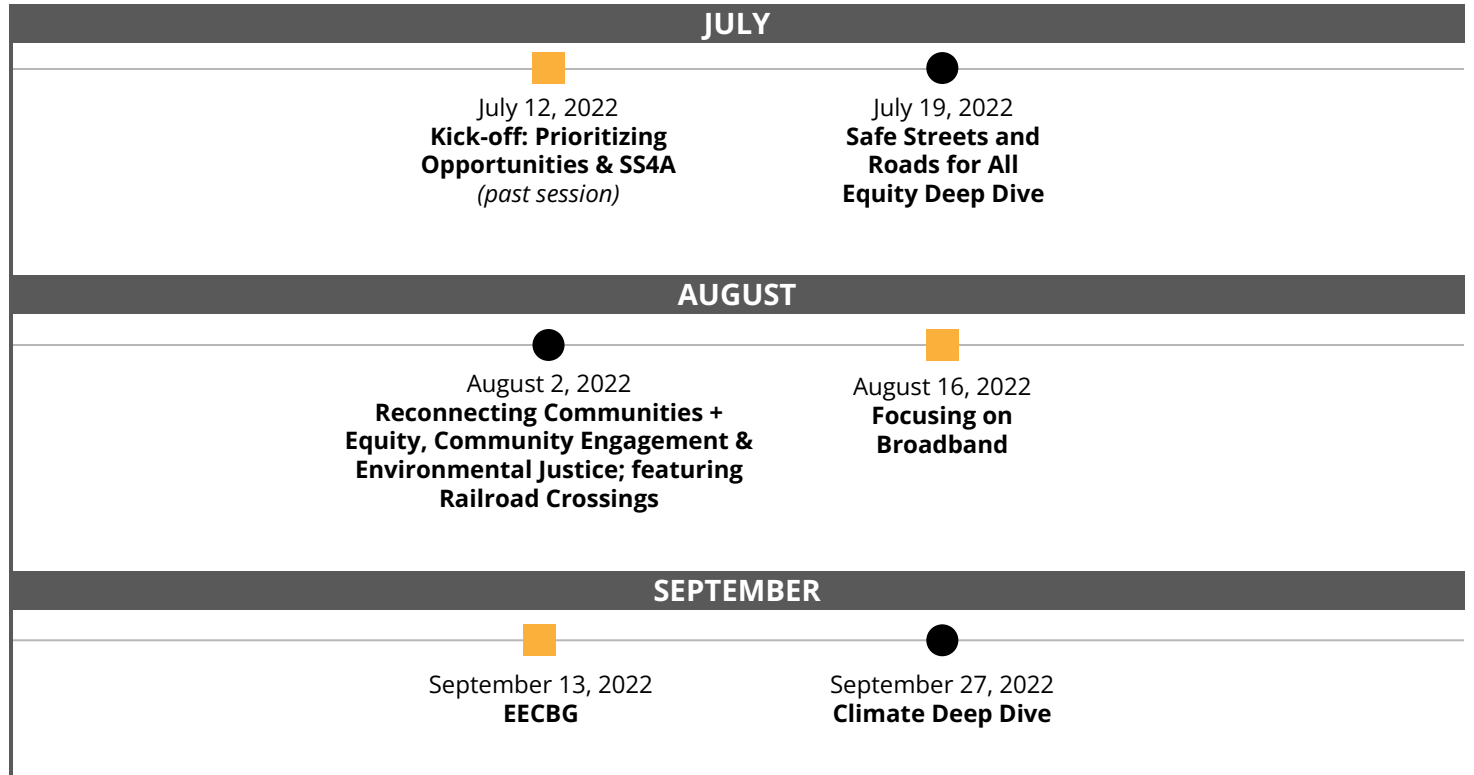 JULY
July 12, 2022
Kick-off: Prioritizing
Opportunities & SS4A
(past session)
July 19, 2022
Safe Streets and
Roads for All
Equity Deep Dive
AUGUST
August 2, 2022
Reconnecting Communities +
Equity, Community Engagement &
Environmental Justice; featuring
Railroad Crossings
August 16, 2022
Focusing on
Broadband
SEPTEMBER
September 13, 2022
EECBG
September 27, 2022
Climate Deep Dive